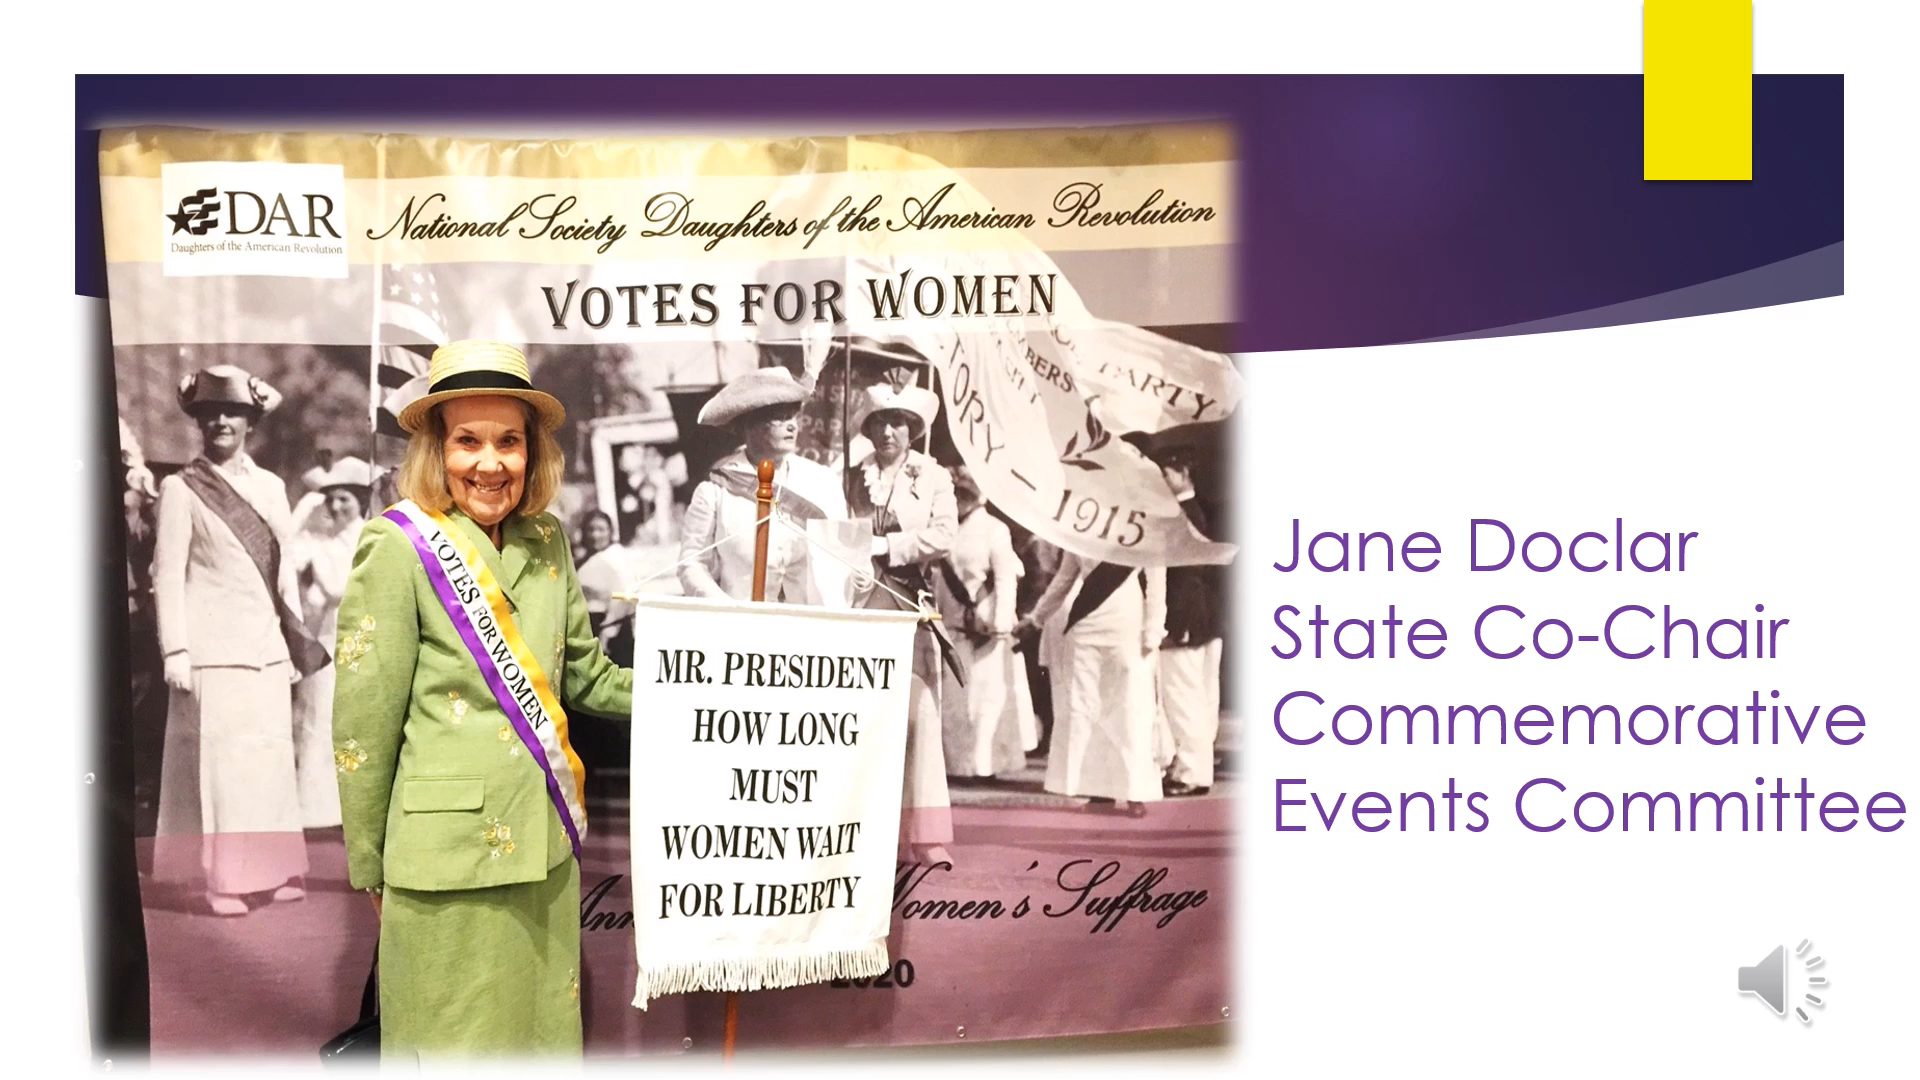 DAR
Daughters of the American Revolution
National Society Daughters of the American Revolution
VOTES FOR WOMEN
PARTY
1915
VOTES FOR WOMEN
MR. PRESIDENT
HOW LONG
MUST
WOMEN WAIT
FOR LIBERTY
Women's Suffrage
Jane Doclar
State Co-Chair
Commemorative
Events Committee